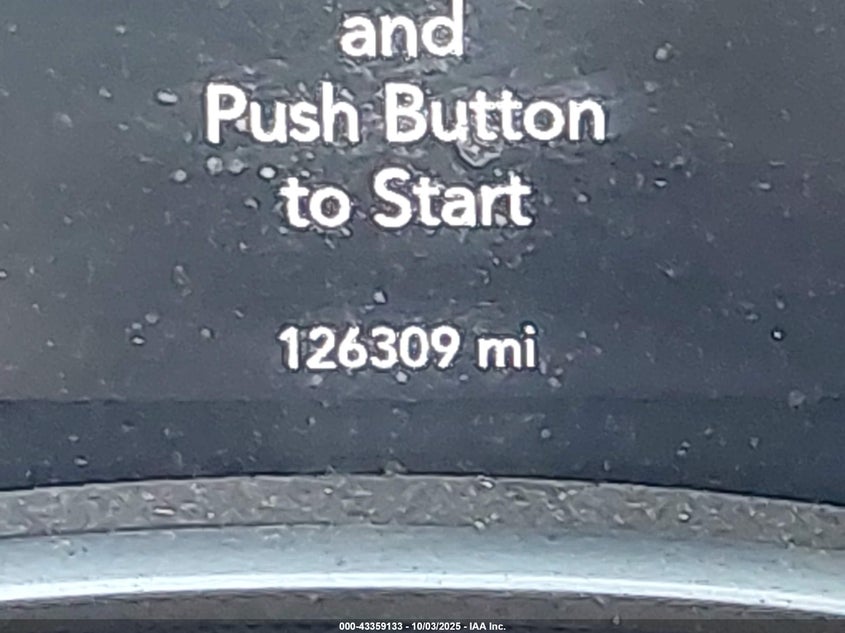 and
Push Button
to Start
126309 mi
000-43359133 - 10/03/2025 - IAA Inc.